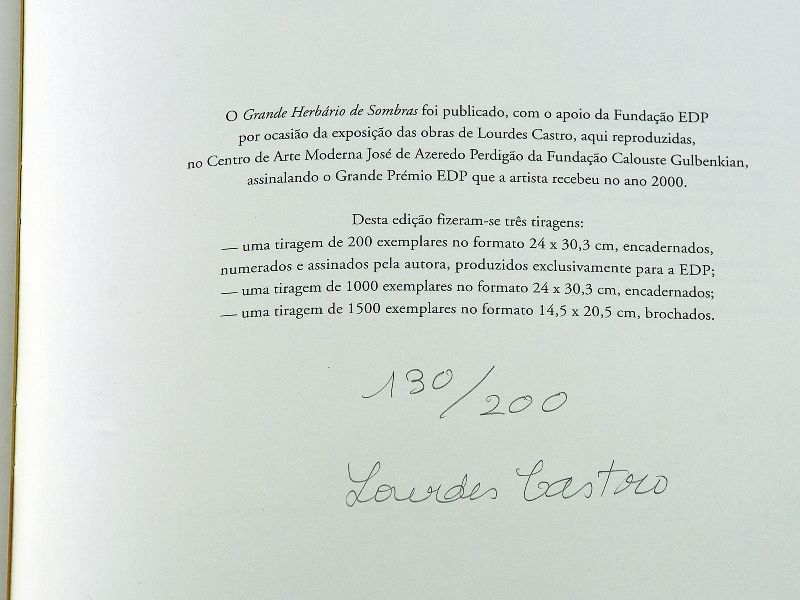 O Grande Herbário de Sombras foi publicado, com o apoio da Fundação EDP
por ocasião da exposição das obras de Lourdes Castro, aqui reproduzidas,
no Centro de Arte Moderna José de Azeredo Perdigão da Fundação Calouste Gulbenkian,
assinalando o Grande Prémio EDP que a artista recebeu no ano 2000.
Desta edição fizeram-se três tiragens:
— uma tiragem de 200 exemplares no formato 24 x 30,3 cm, encadernados,
numerados e assinados pela autora, produzidos exclusivamente para a EDP;
— uma tiragem de 1000 exemplares no formato 24 x 30,3 cm, encadernados;
— uma tiragem de 1500 exemplares no formato 14,5 x 20,5 cm, brochados.
130/200
Lourdes Castro